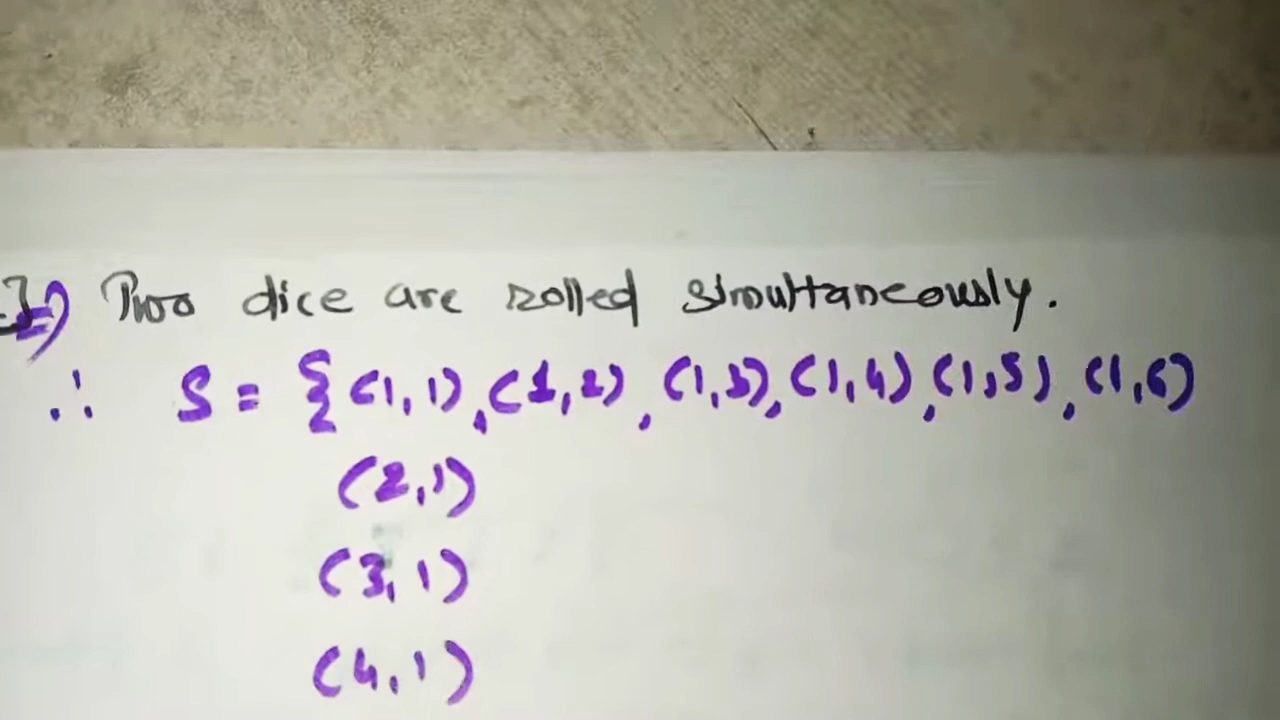 I) Two dice are rolled simultaneously.
∴ S = {(1,1), (1,2), (1,3), (1,4), (1,5), (1,6)
(2,1)
(3,1)
(4,1)